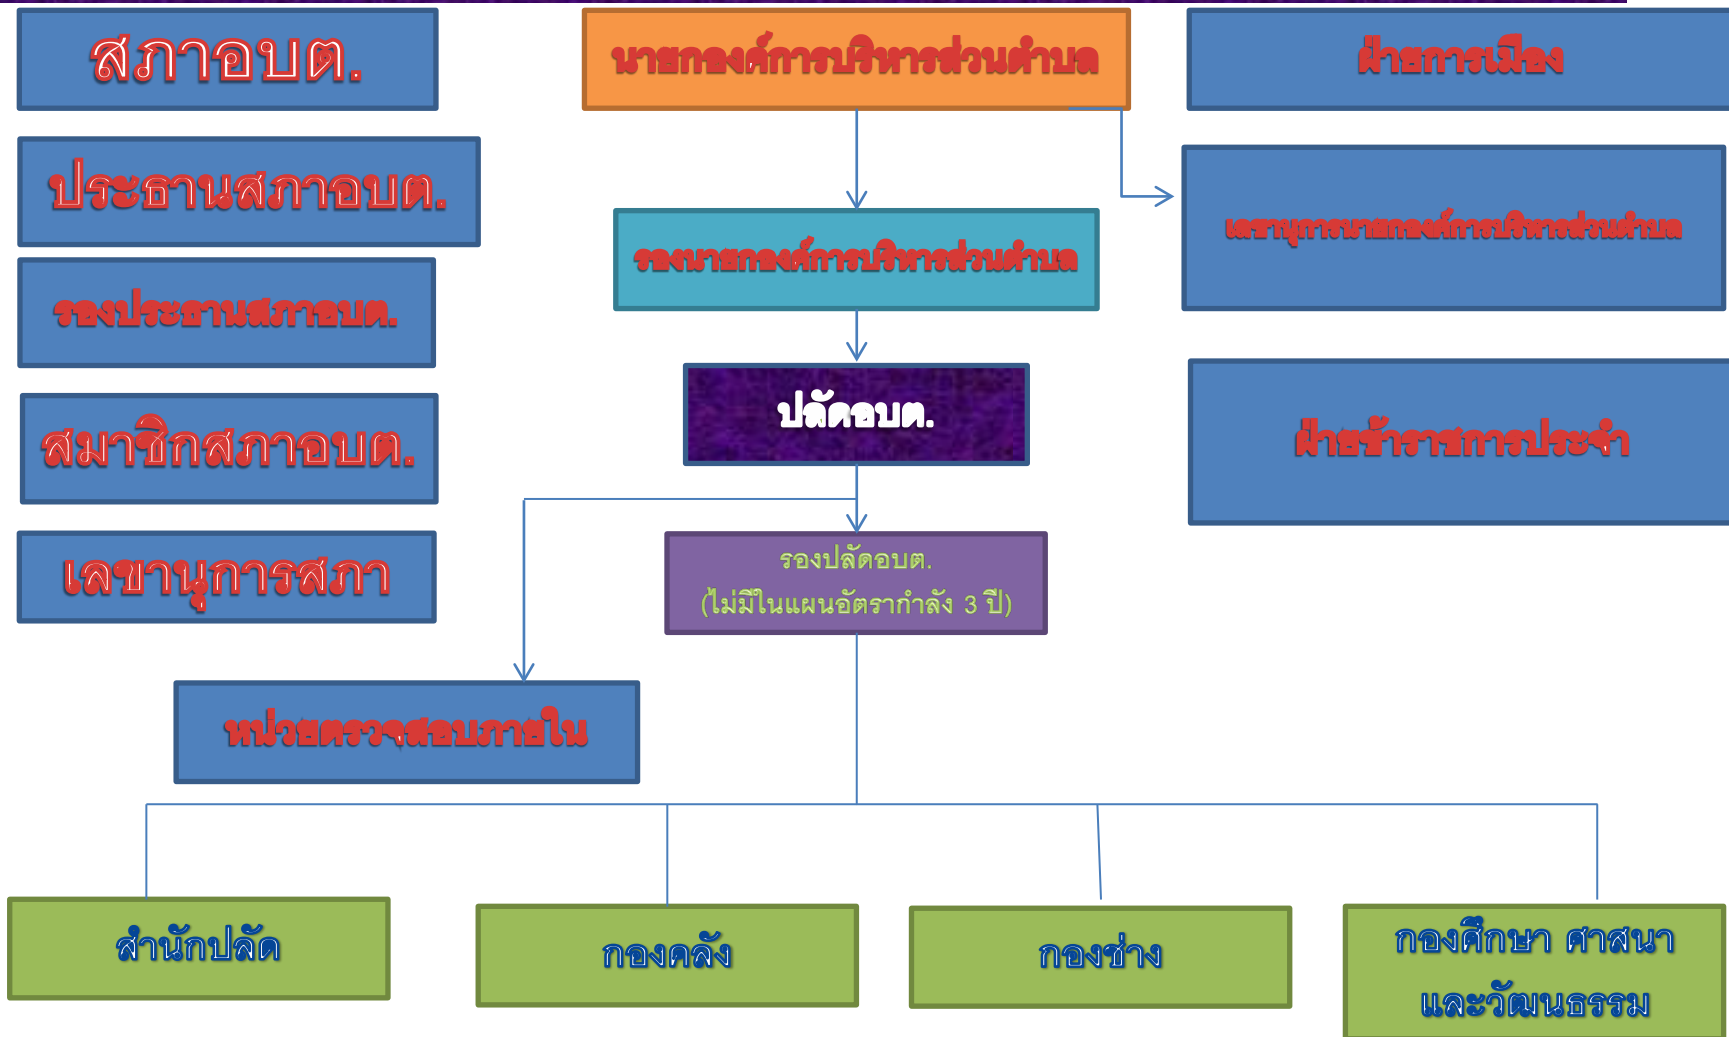 สภาอบต.
นายกองค์การบริหารส่วนตำบล
ฝ่ายการเมือง
ประธานสภาอบต.
เลขานุการนายกองค์การบริหารส่วนตำบล
รองนายกองค์การบริหารส่วนตำบล
รองประธานสภาอบต.
ปลัดอบต.
สมาชิกสภาอบต.
ฝ่ายข้าราชการประจำ
เลขานุการสภา
รองปลัดอบต.
(ไม่มีในแผนอัตรากำลัง 3 ปี)
หน่วยตรวจสอบภายใน
สำนักปลัด
กองคลัง
กองช่าง
กองศึกษา ศาสนา
และวัฒนธรรม